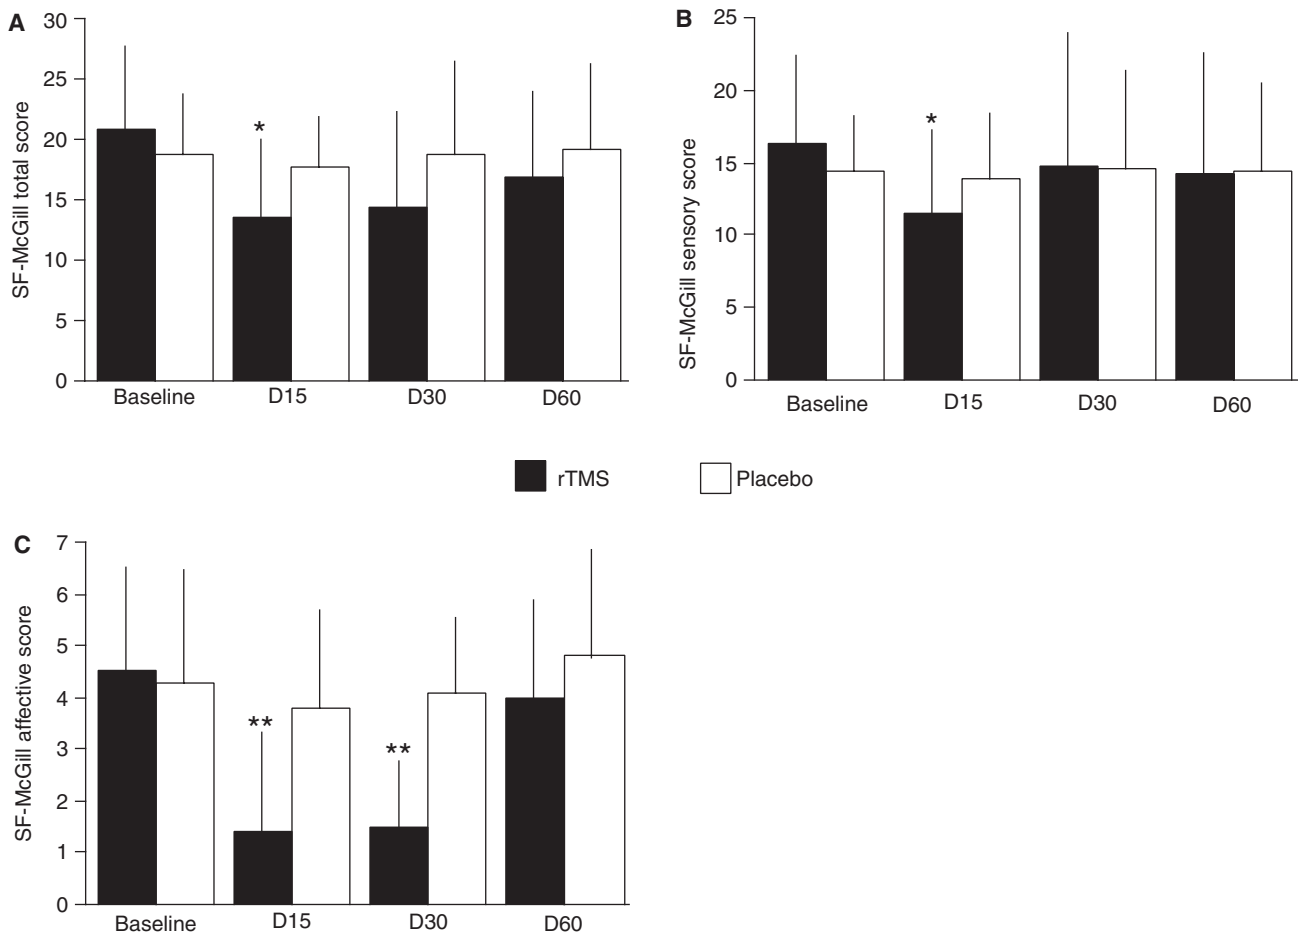 A
SF-McGill total score
30
25
20
15
10
5
0
*
Baseline D15 D30 D60
B
SF-McGill sensory score
25
20
15
10
5
0
*
Baseline D15 D30 D60
rTMS Placebo
C
SF-McGill affective score
7
6
5
4
3
2
1
0
**
**
Baseline D15 D30 D60